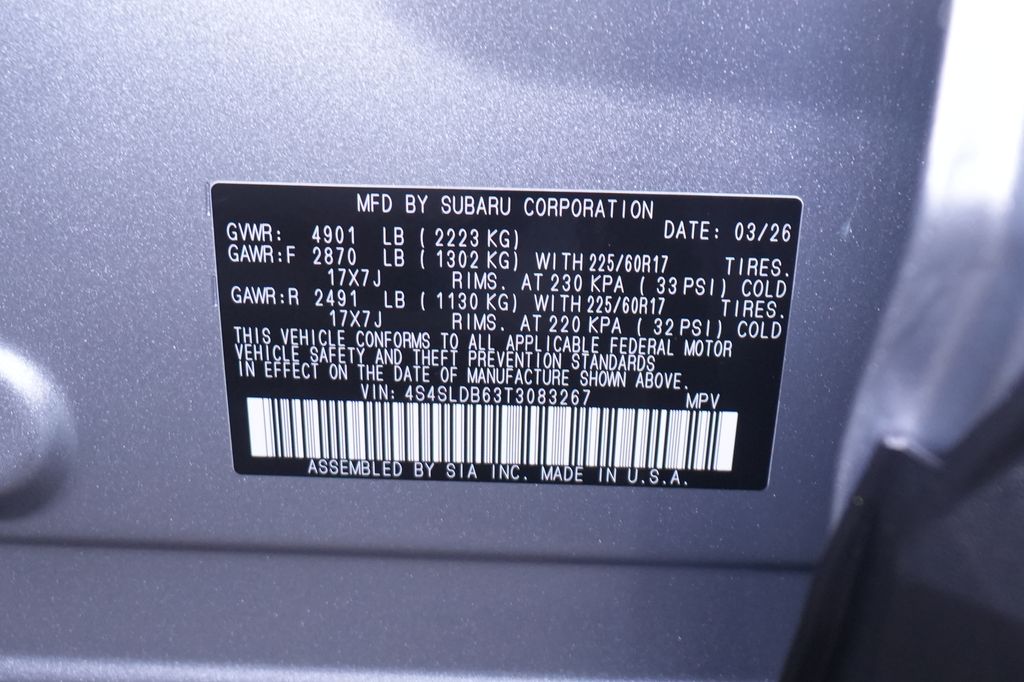 MFD BY SUBARU CORPORATION
DATE: 03/26
GVWR: 4901 LB ( 2223 KG)
GAWR:F 2870 LB ( 1302 KG) WITH 225/60R17 TIRES.
17X7J RIMS. AT 230 KPA ( 33 PSI) COLD
GAWR:R 2491 LB ( 1130 KG) WITH 225/60R17 TIRES.
17X7J RIMS. AT 220 KPA ( 32 PSI) COLD
THIS VEHICLE CONFORMS TO ALL APPLICABLE FEDERAL MOTOR
VEHICLE SAFETY AND THEFT PREVENTION STANDARDS
IN EFFECT ON THE DATE OF MANUFACTURE SHOWN ABOVE.
VIN: 4S4SLDB63T3083267 MPV
ASSEMBLED BY SIA INC. MADE IN U.S.A.